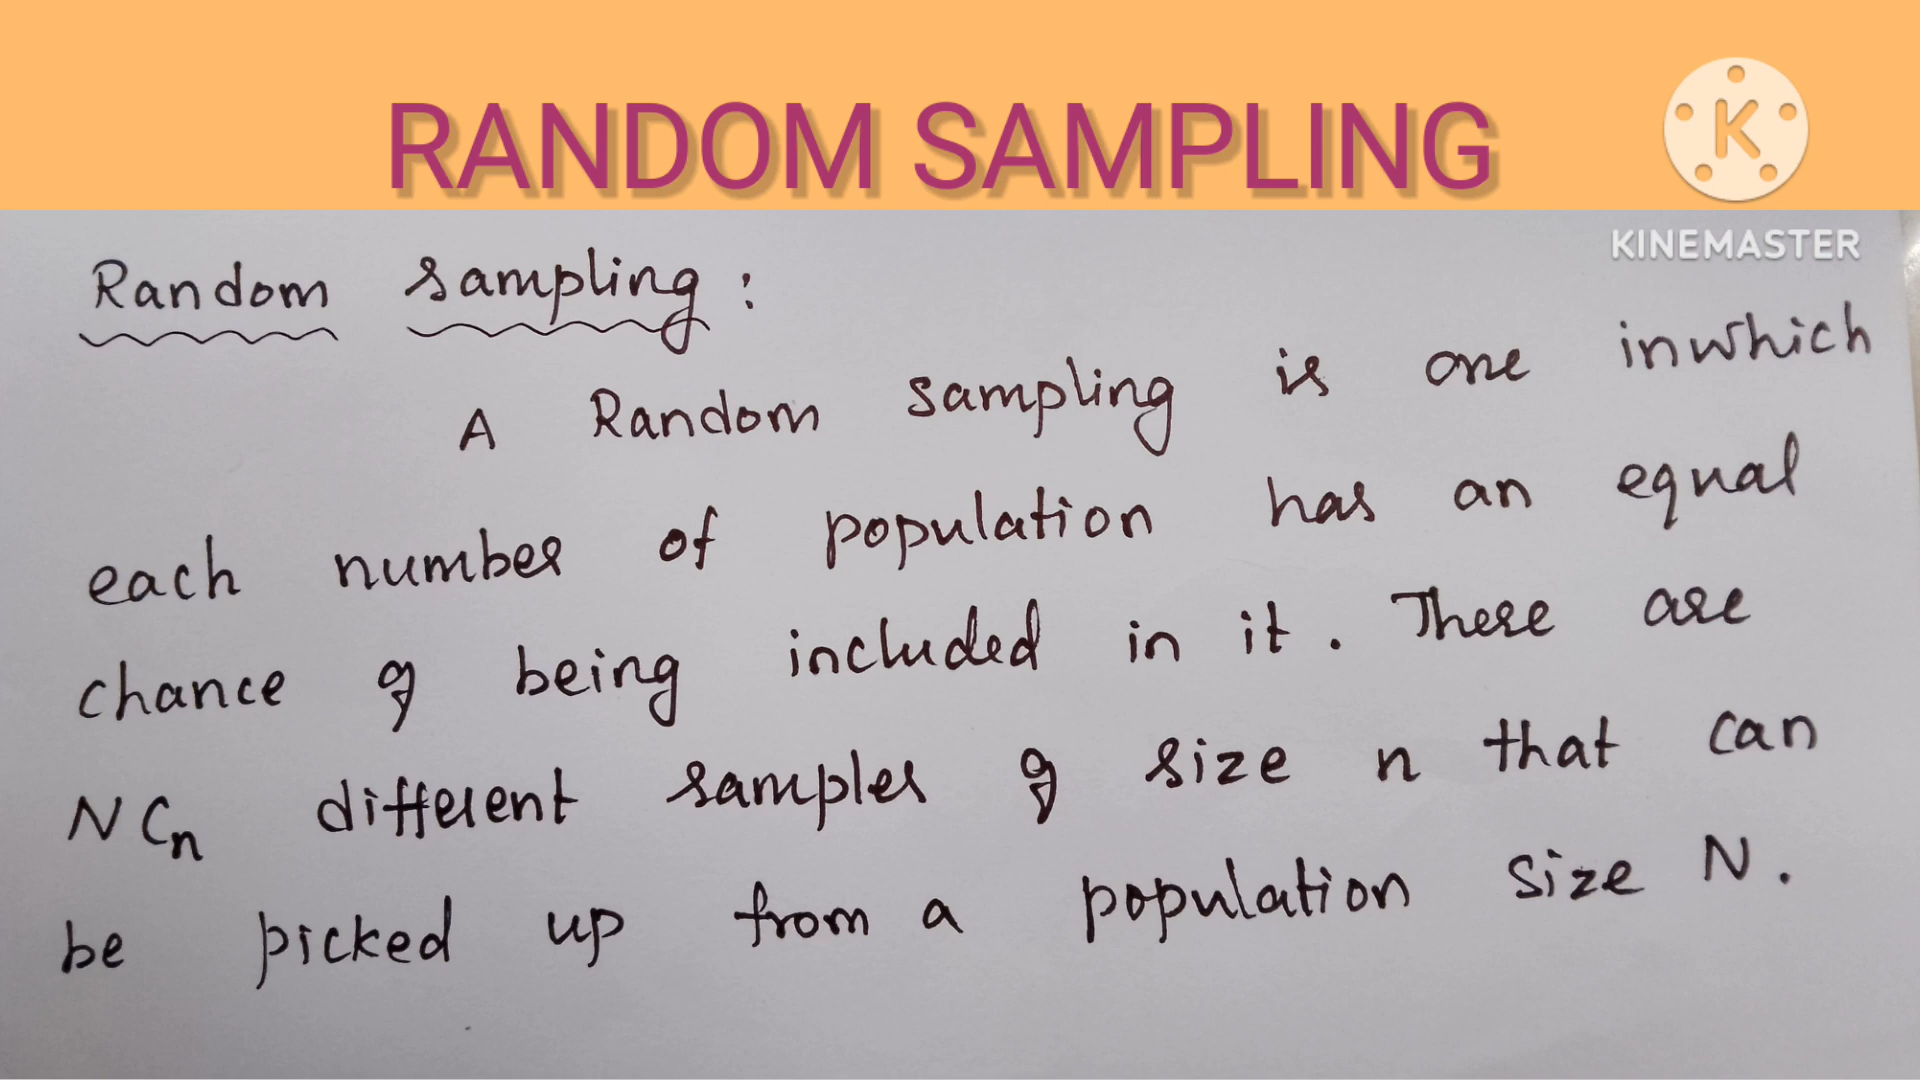 RANDOM SAMPLING
K
KINEMASTER
Random sampling :
A Random sampling is one inwhich
each number of population has an equal
chance of being included in it. There are
NCn different samples of size n that can
be picked up from a population size N.